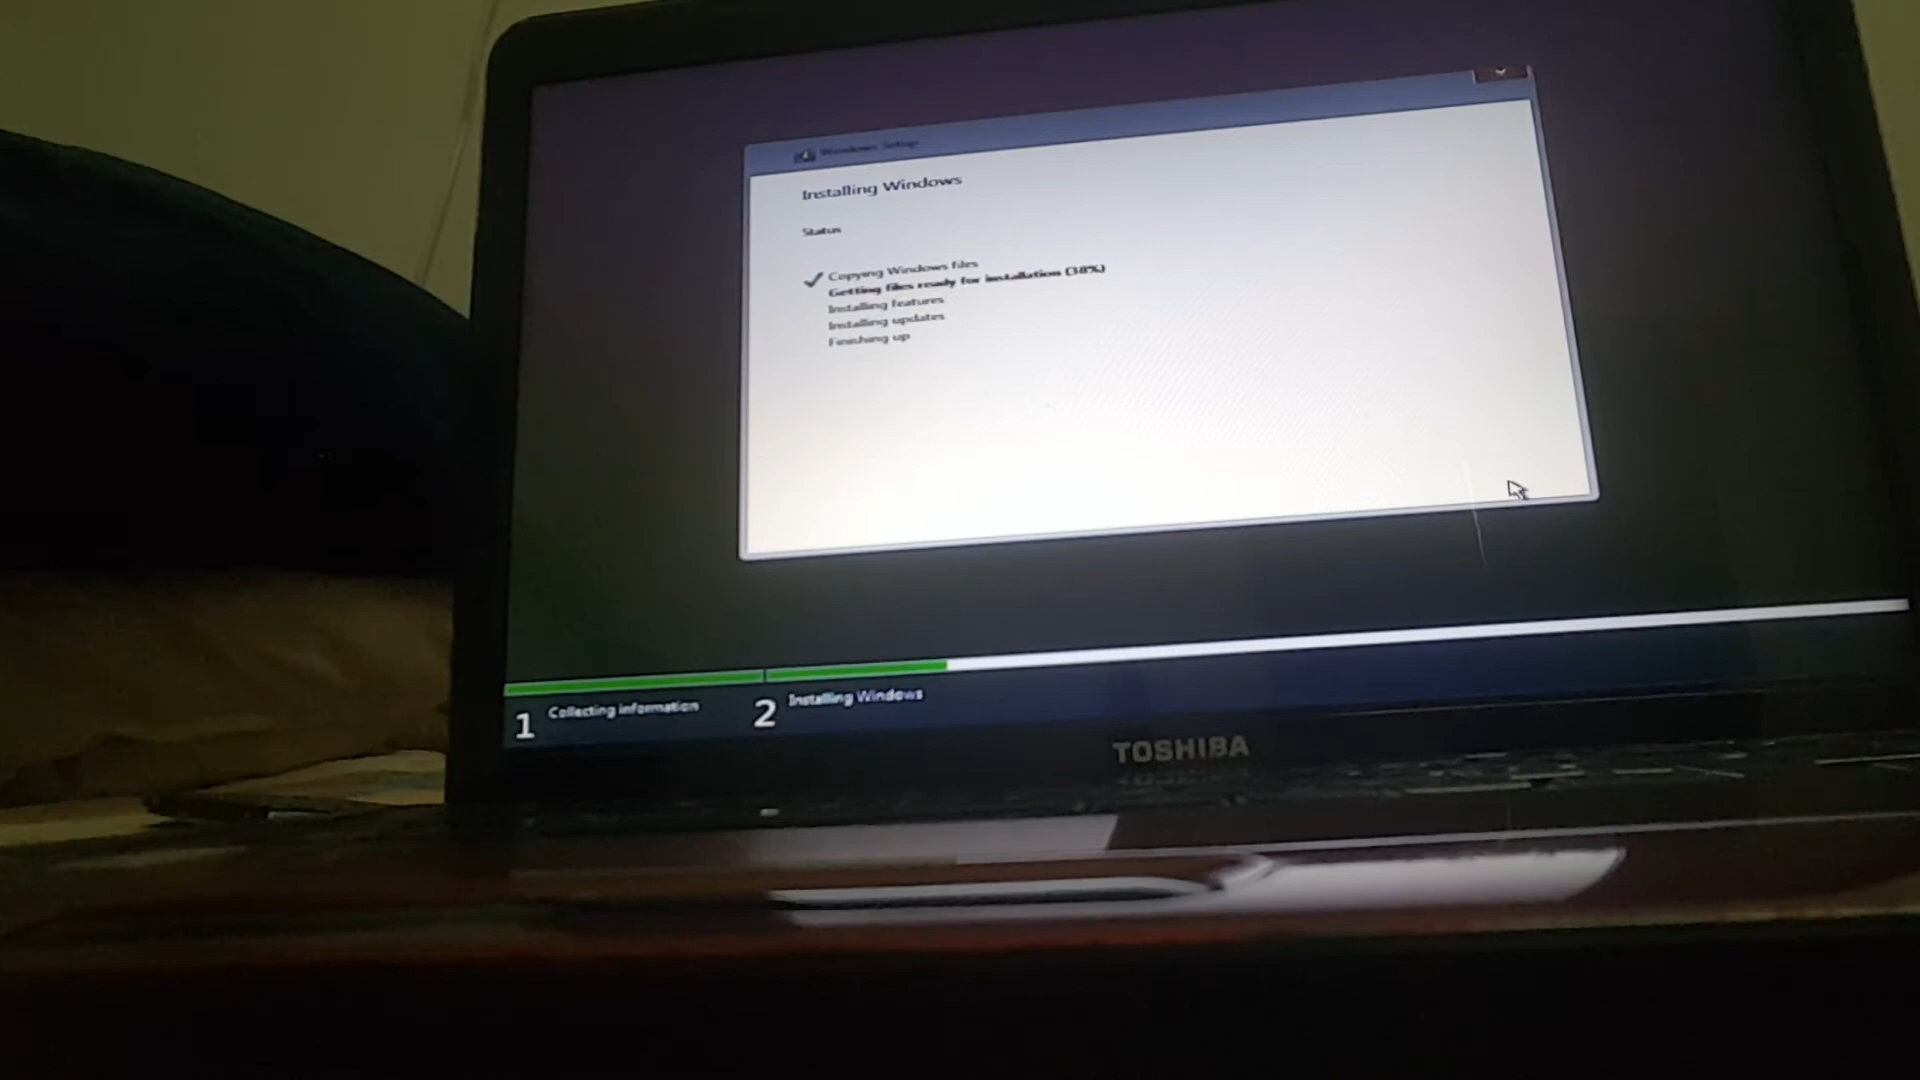 Windows Setup
Installing Windows
Status
Copying Windows files
Getting files ready for installation (38%)
Installing features
Installing updates
Finishing up
1 Collecting information
2 Installing Windows
TOSHIBA